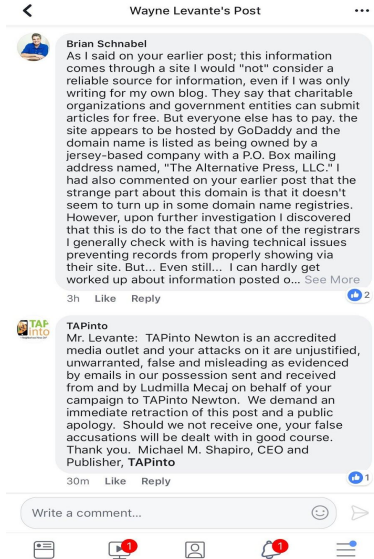 Wayne Levante's Post
Brian Schnabel
As I said on your earlier post; this information
comes through a site I would "not" consider a
reliable source for information, even if I was only
writing for my own blog. They say that charitable
organizations and government entities can submit
articles for free. But everyone else has to pay. the
site appears to be hosted by GoDaddy and the
domain name is listed as being owned by a
jersey-based company with a P.O. Box mailing
address named, "The Alternative Press, LLC." I
had also commented on your earlier post that the
strange part about this domain is that it doesn't
seem to turn up in some domain name registries.
However, upon further investigation I discovered
that this is do to the fact that one of the registrars
I generally check with is having technical issues
preventing records from properly showing via
their site. But... Even still... I can hardly get
worked up about information posted o... See More
3h Like Reply 2
TAP
into
TAPinto
Mr. Levante: TAPinto Newton is an accredited
media outlet and your attacks on it are unjustified,
unwarranted, false and misleading as evidenced
by emails in our possession sent and received
from and by Ludmilla Mecaj on behalf of your
campaign to TAPinto Newton. We demand an
immediate retraction of this post and a public
apology. Should we not receive one, your false
accusations will be dealt with in good course.
Thank you. Michael M. Shapiro, CEO and
Publisher, TAPinto
30m Like Reply 1
Write a comment...
1 1